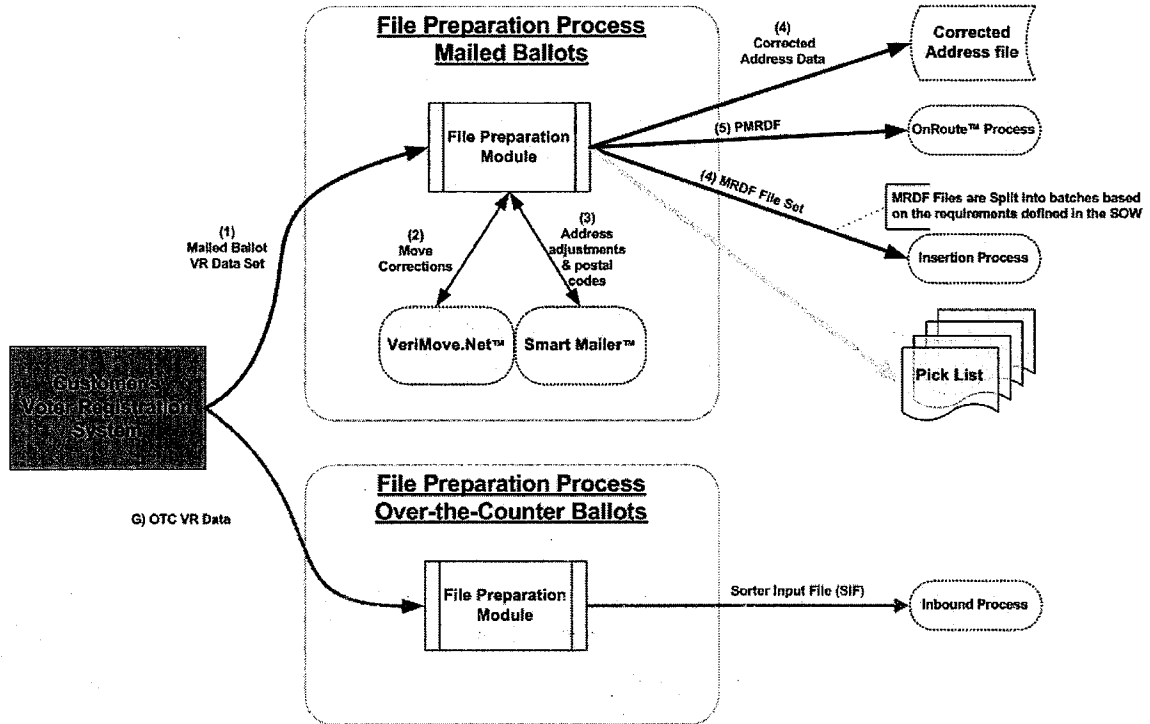 File Preparation Process
Mailed Ballots
(4)
Corrected
Address Data
Corrected
Address file
(5) PMRDF
OnRoute™ Process
File Preparation
Module
(4) MRDF File Set
MRDF Files are Split into batches based
on the requirements defined in the SOW
Insertion Process
(1)
Mailed Ballot
VR Data Set
(2)
Move
Corrections
(3)
Address
adjustments
& postal
codes
VeriMove.Net™
Smart Mailer™
Pick List
Customer's
Voter Registration
System
File Preparation Process
Over-the-Counter Ballots
G) OTC VR Data
File Preparation
Module
Sorter Input File (SIF)
Inbound Process